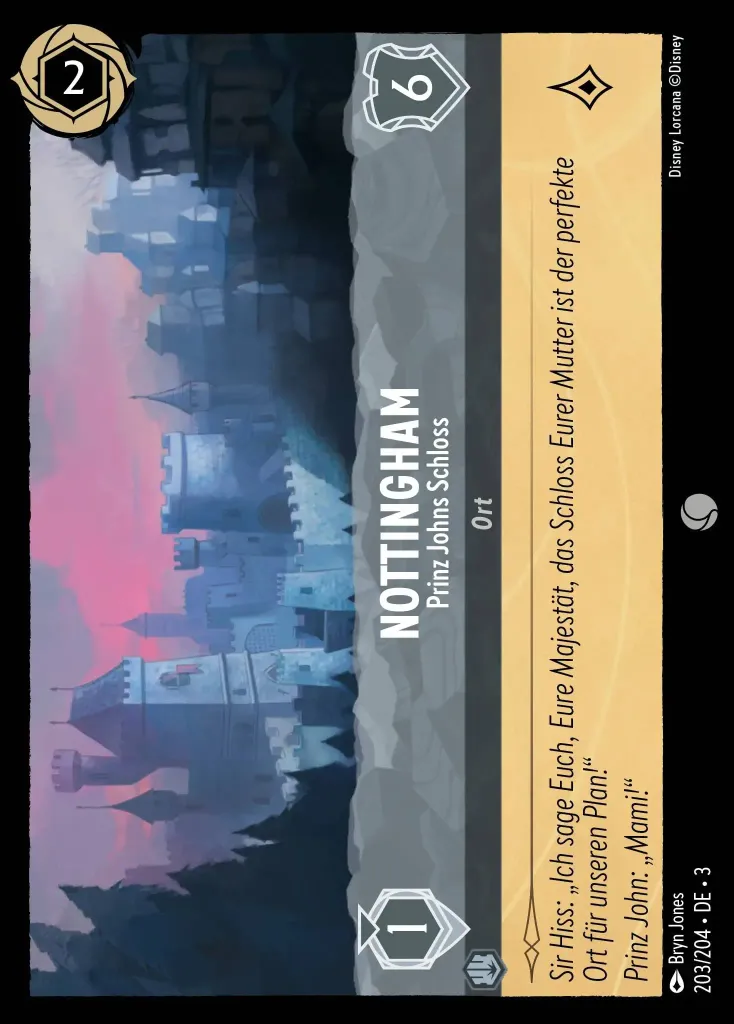 2
NOTTINGHAM
Prinz Johns Schloss
1
6
Ort
Sir Hiss: „Ich sage Euch, Eure Majestät, das Schloss Eurer Mutter ist der perfekte
Ort für unseren Plan!“
Prinz John: „Mami!“
Bryn Jones
203/204 • DE • 3
Disney Lorcana ©Disney